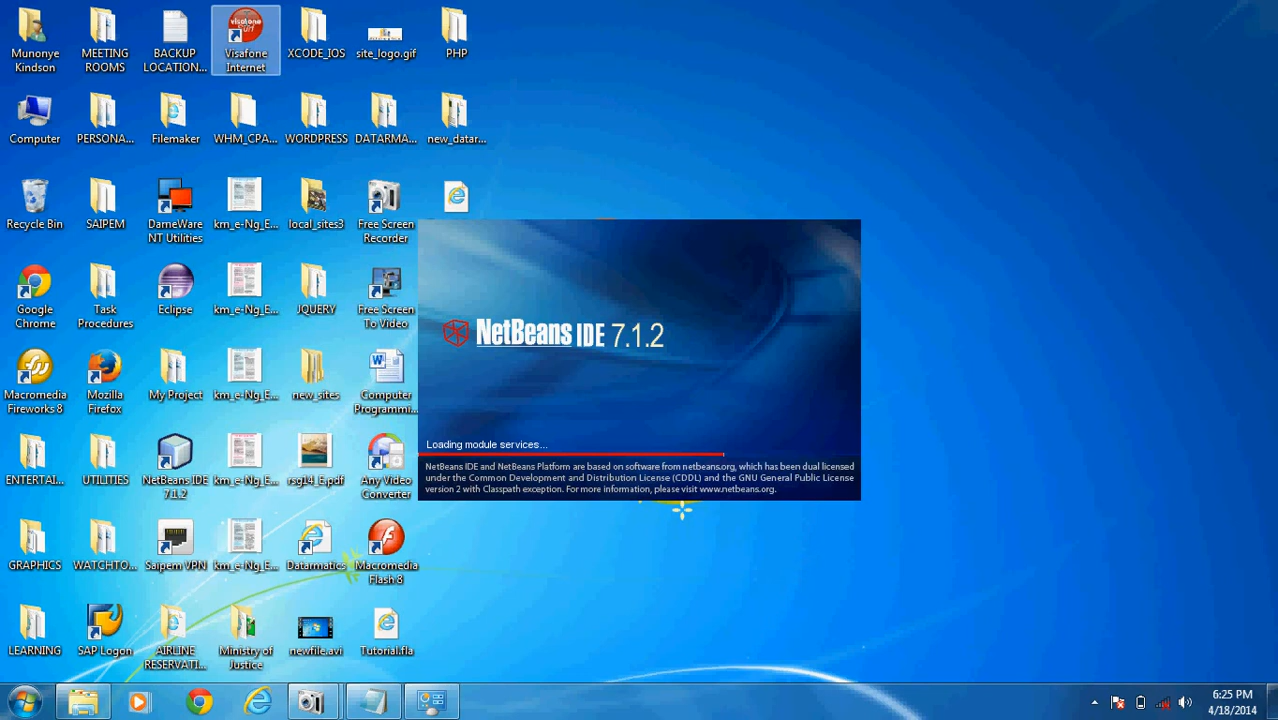 Munonye
Kindson
MEETING
ROOMS
BACKUP
LOCATION...
visafone
Visafone
Internet
XCODE_IOS
site_logo.gif
PHP
Computer
PERSONA...
Filemaker
WHM_CPA...
WORDPRESS
DATARMA...
new_datar...
Recycle Bin
SAIPEM
DameWare
NT Utilities
km_e-Ng_E...
local_sites3
Free Screen
Recorder
Google
Chrome
Task
Procedures
Eclipse
km_e-Ng_E...
JQUERY
Free Screen
To Video
Macromedia
Fireworks 8
Mozilla
Firefox
My Project
km_e-Ng_E...
new_sites
Computer
Programmi...
ENTERTAI...
UTILITIES
NetBeans IDE
7.1.2
km_e-Ng_E...
rsg14_E.pdf
Any Video
Converter
GRAPHICS
WATCHTO...
Saipem VPN
km_e-Ng_E...
Datarmatics
Macromedia
Flash 8
LEARNING
SAP Logon
AIRLINE
RESERVATI...
Ministry of
Justice
newfile.avi
Tutorial.fla
NetBeans IDE 7.1.2
Loading module services...
NetBeans IDE and NetBeans Platform are based on software from netbeans.org, which has been dual licensed
under the Common Development and Distribution License (CDDL) and the GNU General Public License
version 2 with Classpath exception. For more information, please visit www.netbeans.org.
6:25 PM
4/18/2014